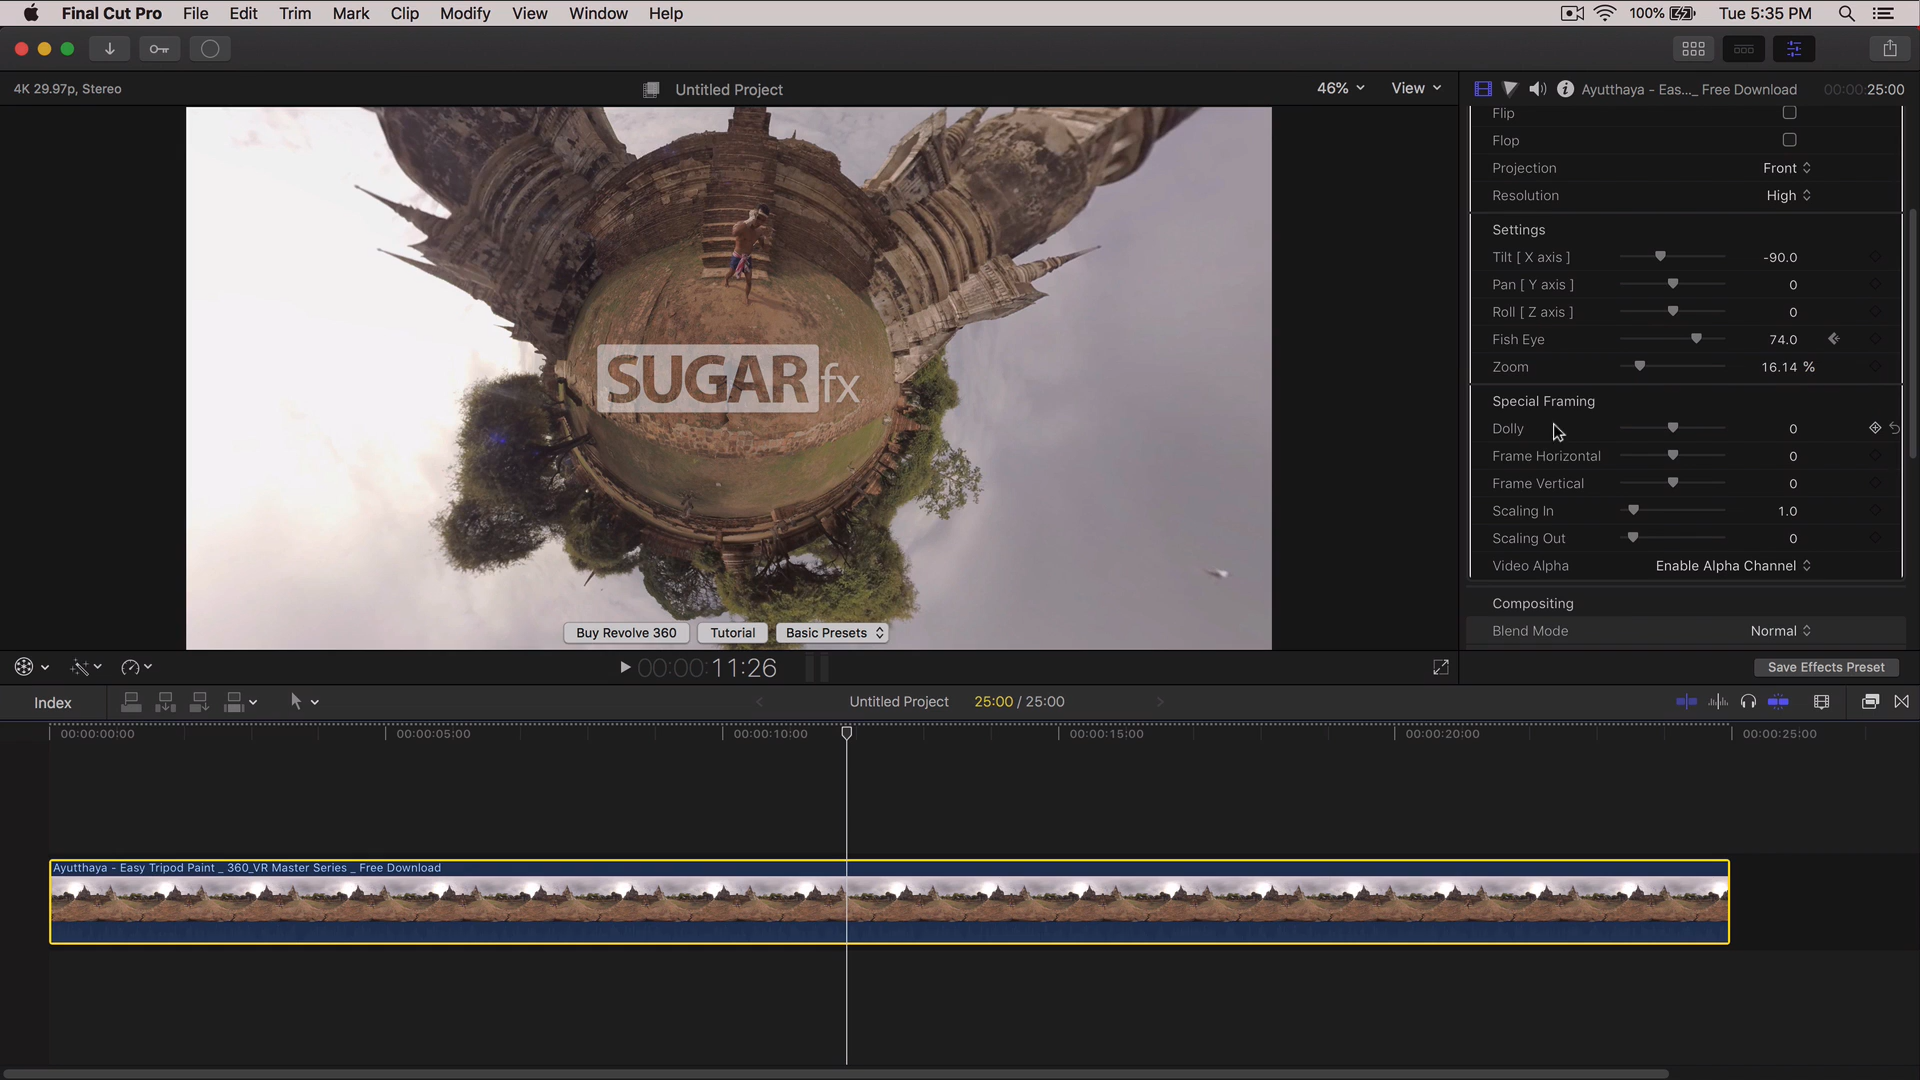 Final Cut Pro File Edit Trim Mark Clip Modify View Window Help 100% Tue 5:35 PM
4K 29.97p, Stereo Untitled Project 46% View Ayutthaya - Eas..._ Free Download 00:00:25:00
Flip
Flop
Projection Front
Resolution High
Settings
Tilt [ X axis ] -90.0
Pan [ Y axis ] 0
Roll [ Z axis ] 0
Fish Eye 74.0
Zoom 16.14 %
Special Framing
Dolly 0
Frame Horizontal 0
Frame Vertical 0
Scaling In 1.0
Scaling Out 0
Video Alpha Enable Alpha Channel
Compositing
Blend Mode Normal
SUGARfx
Buy Revolve 360 Tutorial Basic Presets
00:00:11:26 Save Effects Preset
Index Untitled Project 25:00 / 25:00
00:00:00:00 00:00:05:00 00:00:10:00 00:00:15:00 00:00:20:00 00:00:25:00
Ayutthaya - Easy Tripod Paint _ 360_VR Master Series _ Free Download